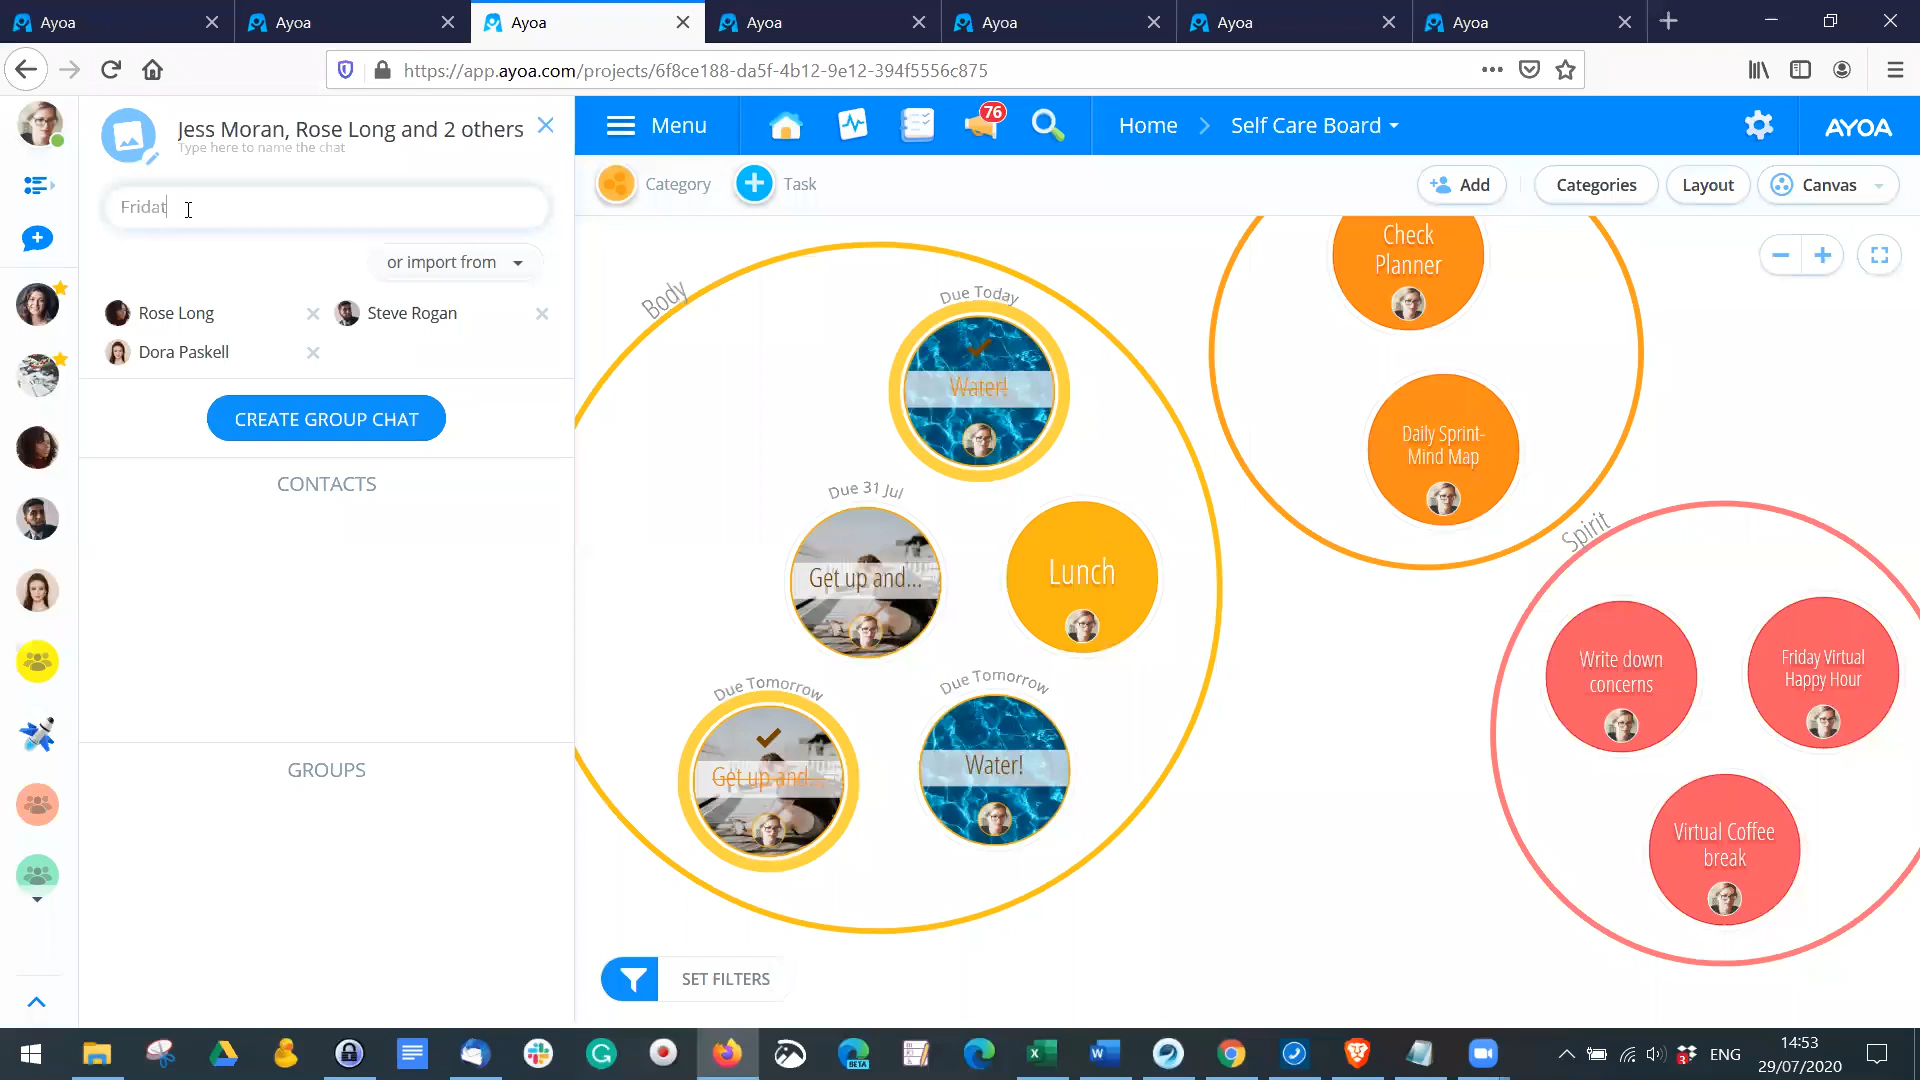 Ayoa
Ayoa
Ayoa
Ayoa
Ayoa
Ayoa
Ayoa
https://app.ayoa.com/projects/6f8ce188-da5f-4b12-9e12-394f5556c875
Jess Moran, Rose Long and 2 others
Type here to name the chat
Fridat
or import from
Rose Long
Steve Rogan
Dora Paskell
CREATE GROUP CHAT
CONTACTS
GROUPS
Menu
76
Home
Self Care Board
AYOA
Category
Task
Add
Categories
Layout
Canvas
Body
Due Today
Water!
Due 31 Jul
Get up and...
Lunch
Due Tomorrow
Get up and...
Due Tomorrow
Water!
Check
Planner
Daily Sprint-
Mind Map
Spirit
Write down
concerns
Friday Virtual
Happy Hour
Virtual Coffee
break
SET FILTERS
BETA
3
ENG
14:53
29/07/2020